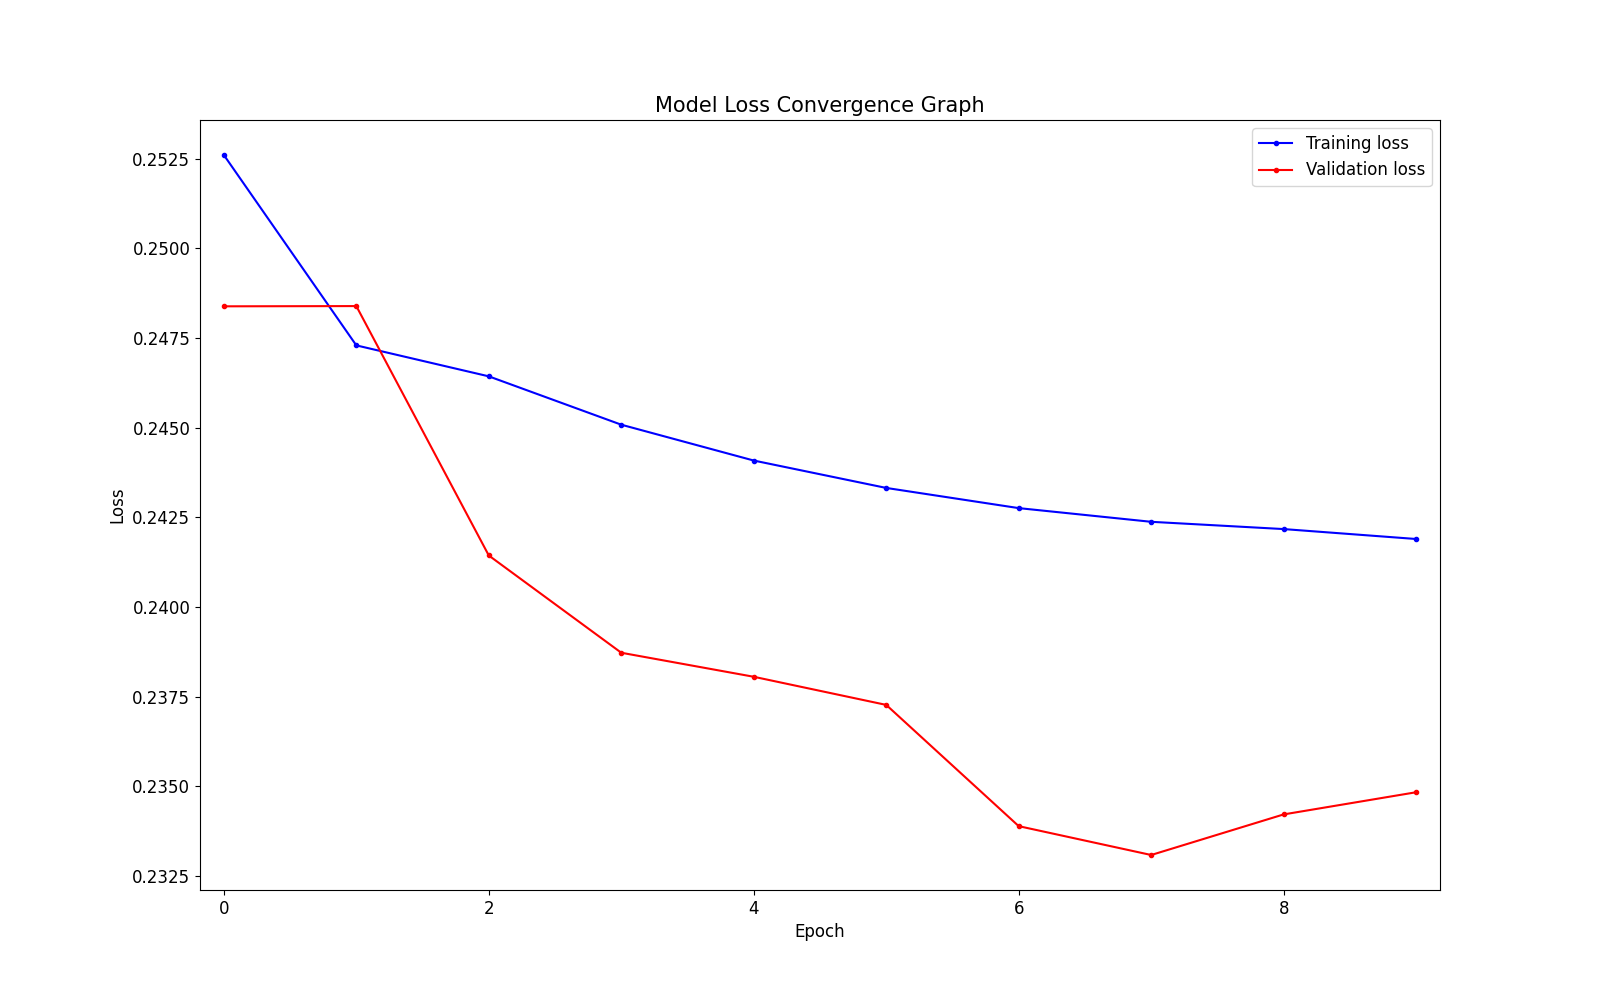 Model Loss Convergence Graph
Training loss
Validation loss
0.2525
0.2500
0.2475
0.2450
0.2425
0.2400
0.2375
0.2350
0.2325
Loss
0 2 4 6 8
Epoch